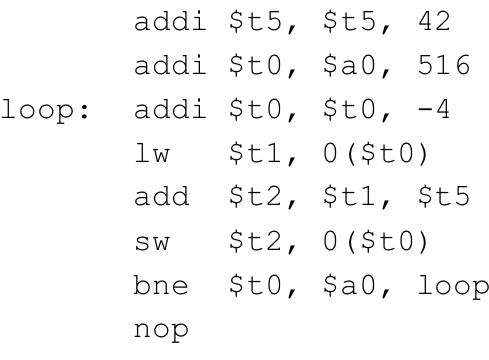 addi $t5, $t5, 42
addi $t0, $a0, 516
loop: addi $t0, $t0, -4
lw $t1, 0($t0)
add $t2, $t1, $t5
sw $t2, 0($t0)
bne $t0, $a0, loop
nop